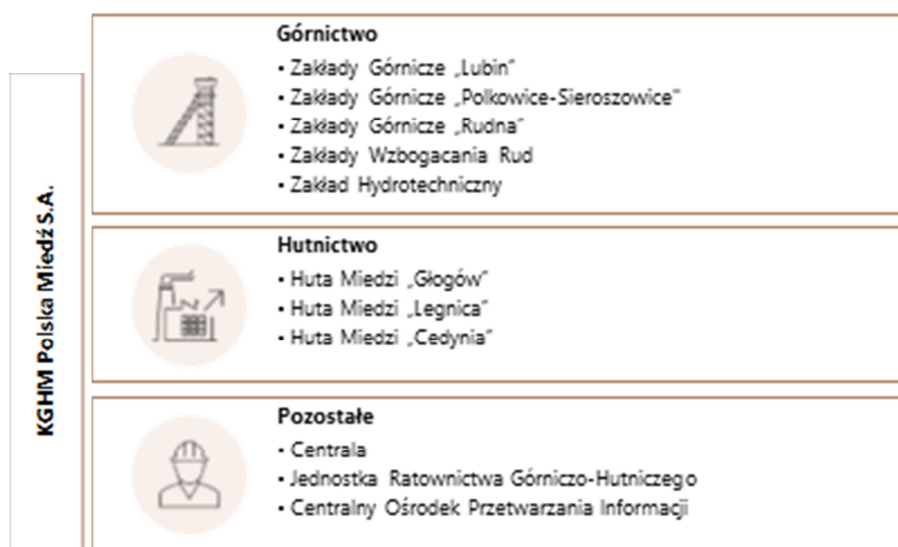 KGHM Polska Miedź S.A.
Górnictwo
• Zakłady Górnicze „Lubin”
• Zakłady Górnicze „Polkowice-Sieroszowice”
• Zakłady Górnicze „Rudna”
• Zakłady Wzbogacania Rud
• Zakład Hydrotechniczny
Hutnictwo
• Huta Miedzi „Głogów”
• Huta Miedzi „Legnica”
• Huta Miedzi „Cedynia”
Pozostałe
• Centrala
• Jednostka Ratownictwa Górniczo-Hutniczego
• Centralny Ośrodek Przetwarzania Informacji